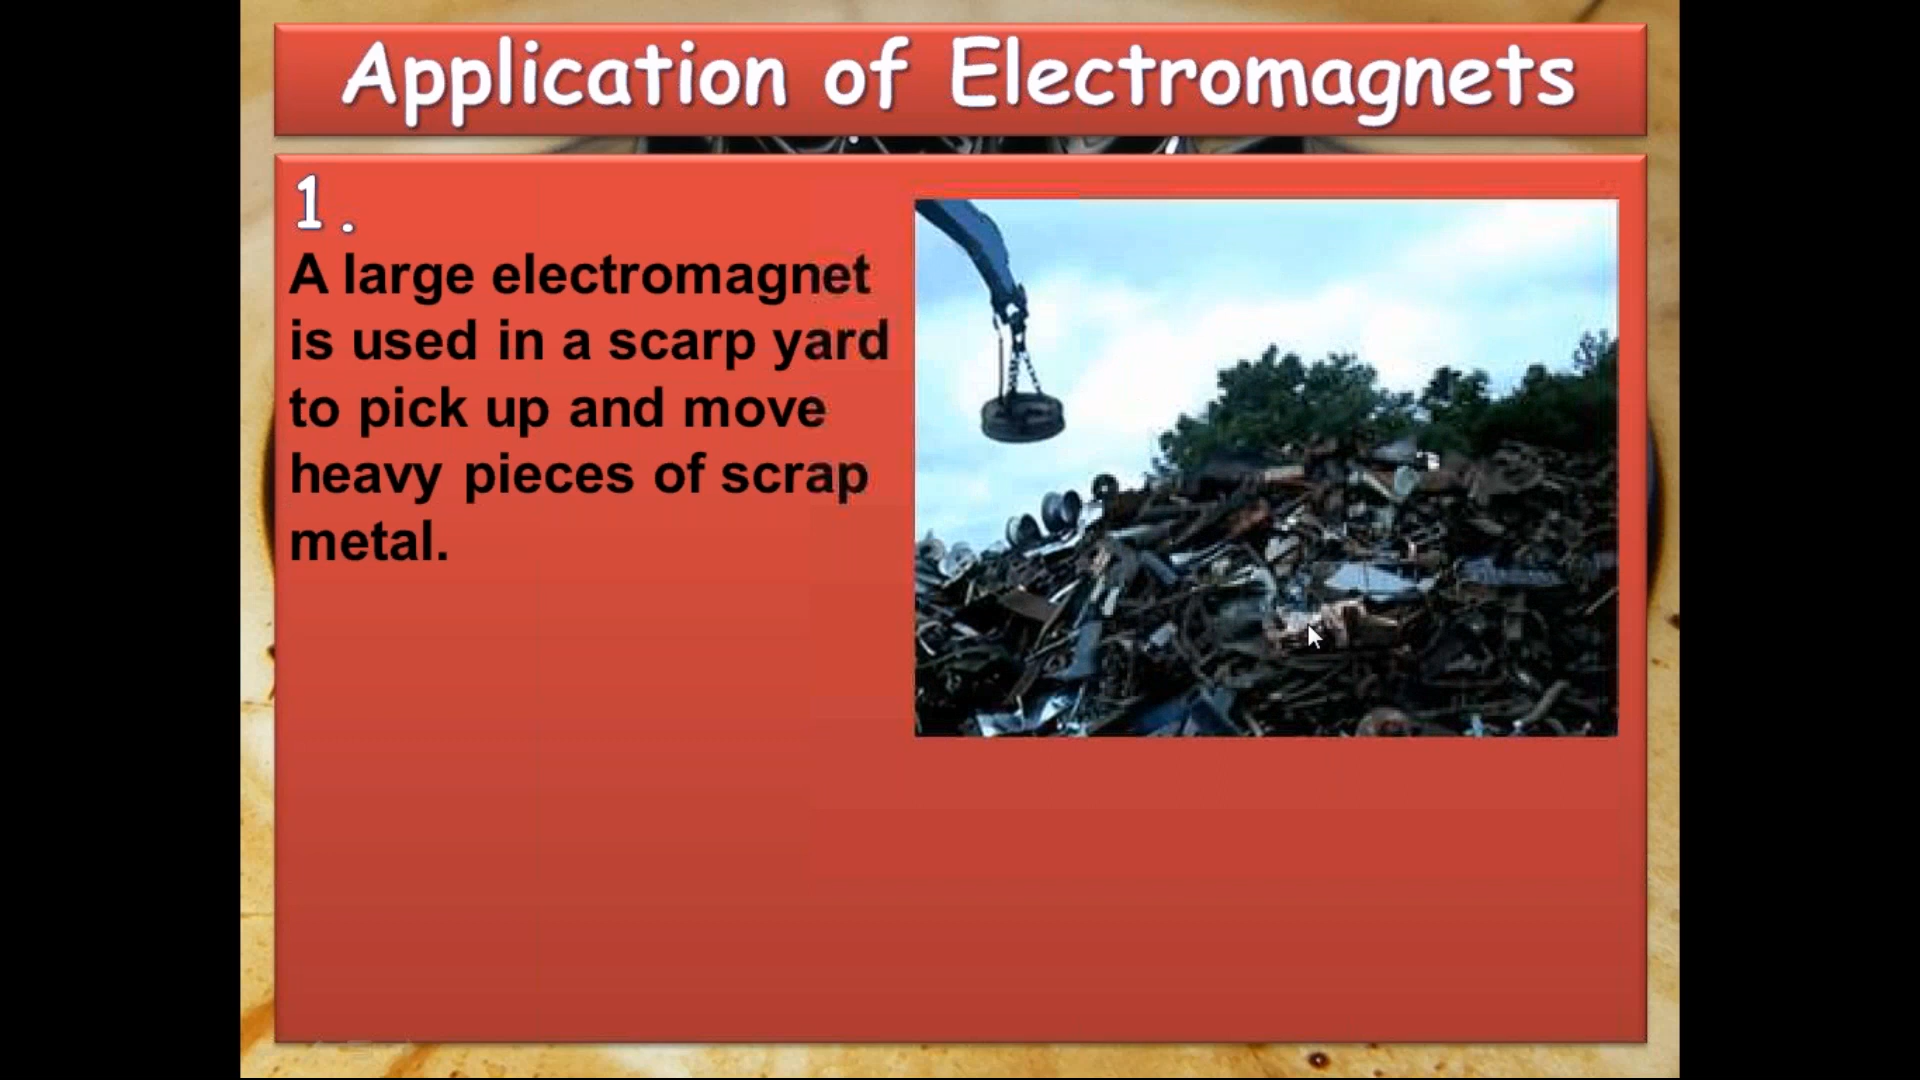 Application of Electromagnets
1.
A large electromagnet
is used in a scarp yard
to pick up and move
heavy pieces of scrap
metal.